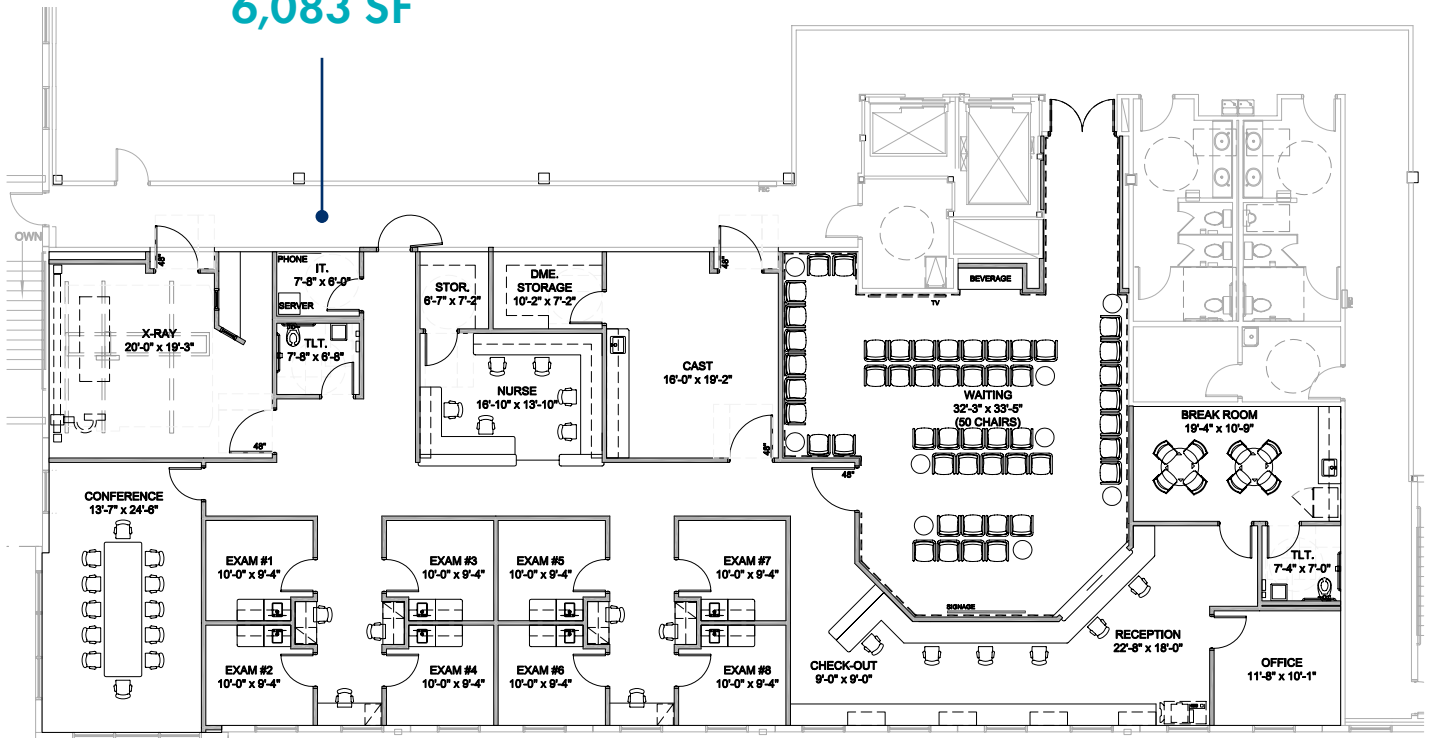 6,083 SF
FEC
OWN
48"
PHONE
IT.
7'-8" x 6'-0"
SERVER
STOR.
6'-7" x 7'-2"
DME.
STORAGE
10'-2" x 7'-2"
48"
BEVERAGE
TV
X-RAY
20'-0" x 19'-3"
TLT.
7'-8" x 6'-8"
NURSE
16'-10" x 13'-10"
CAST
16'-0" x 19'-2"
WAITING
32'-3" x 33'-5"
(50 CHAIRS)
BREAK ROOM
19'-4" x 10'-9"
48"
48"
48"
CONFERENCE
13'-7" x 24'-6"
EXAM #1
10'-0" x 9'-4"
EXAM #3
10'-0" x 9'-4"
EXAM #5
10'-0" x 9'-4"
EXAM #7
10'-0" x 9'-4"
TLT.
7'-4" x 7'-0"
SIGNAGE
RECEPTION
22'-8" x 18'-0"
EXAM #2
10'-0" x 9'-4"
EXAM #4
10'-0" x 9'-4"
EXAM #6
10'-0" x 9'-4"
EXAM #8
10'-0" x 9'-4"
CHECK-OUT
9'-0" x 9'-0"
OFFICE
11'-8" x 10'-1"